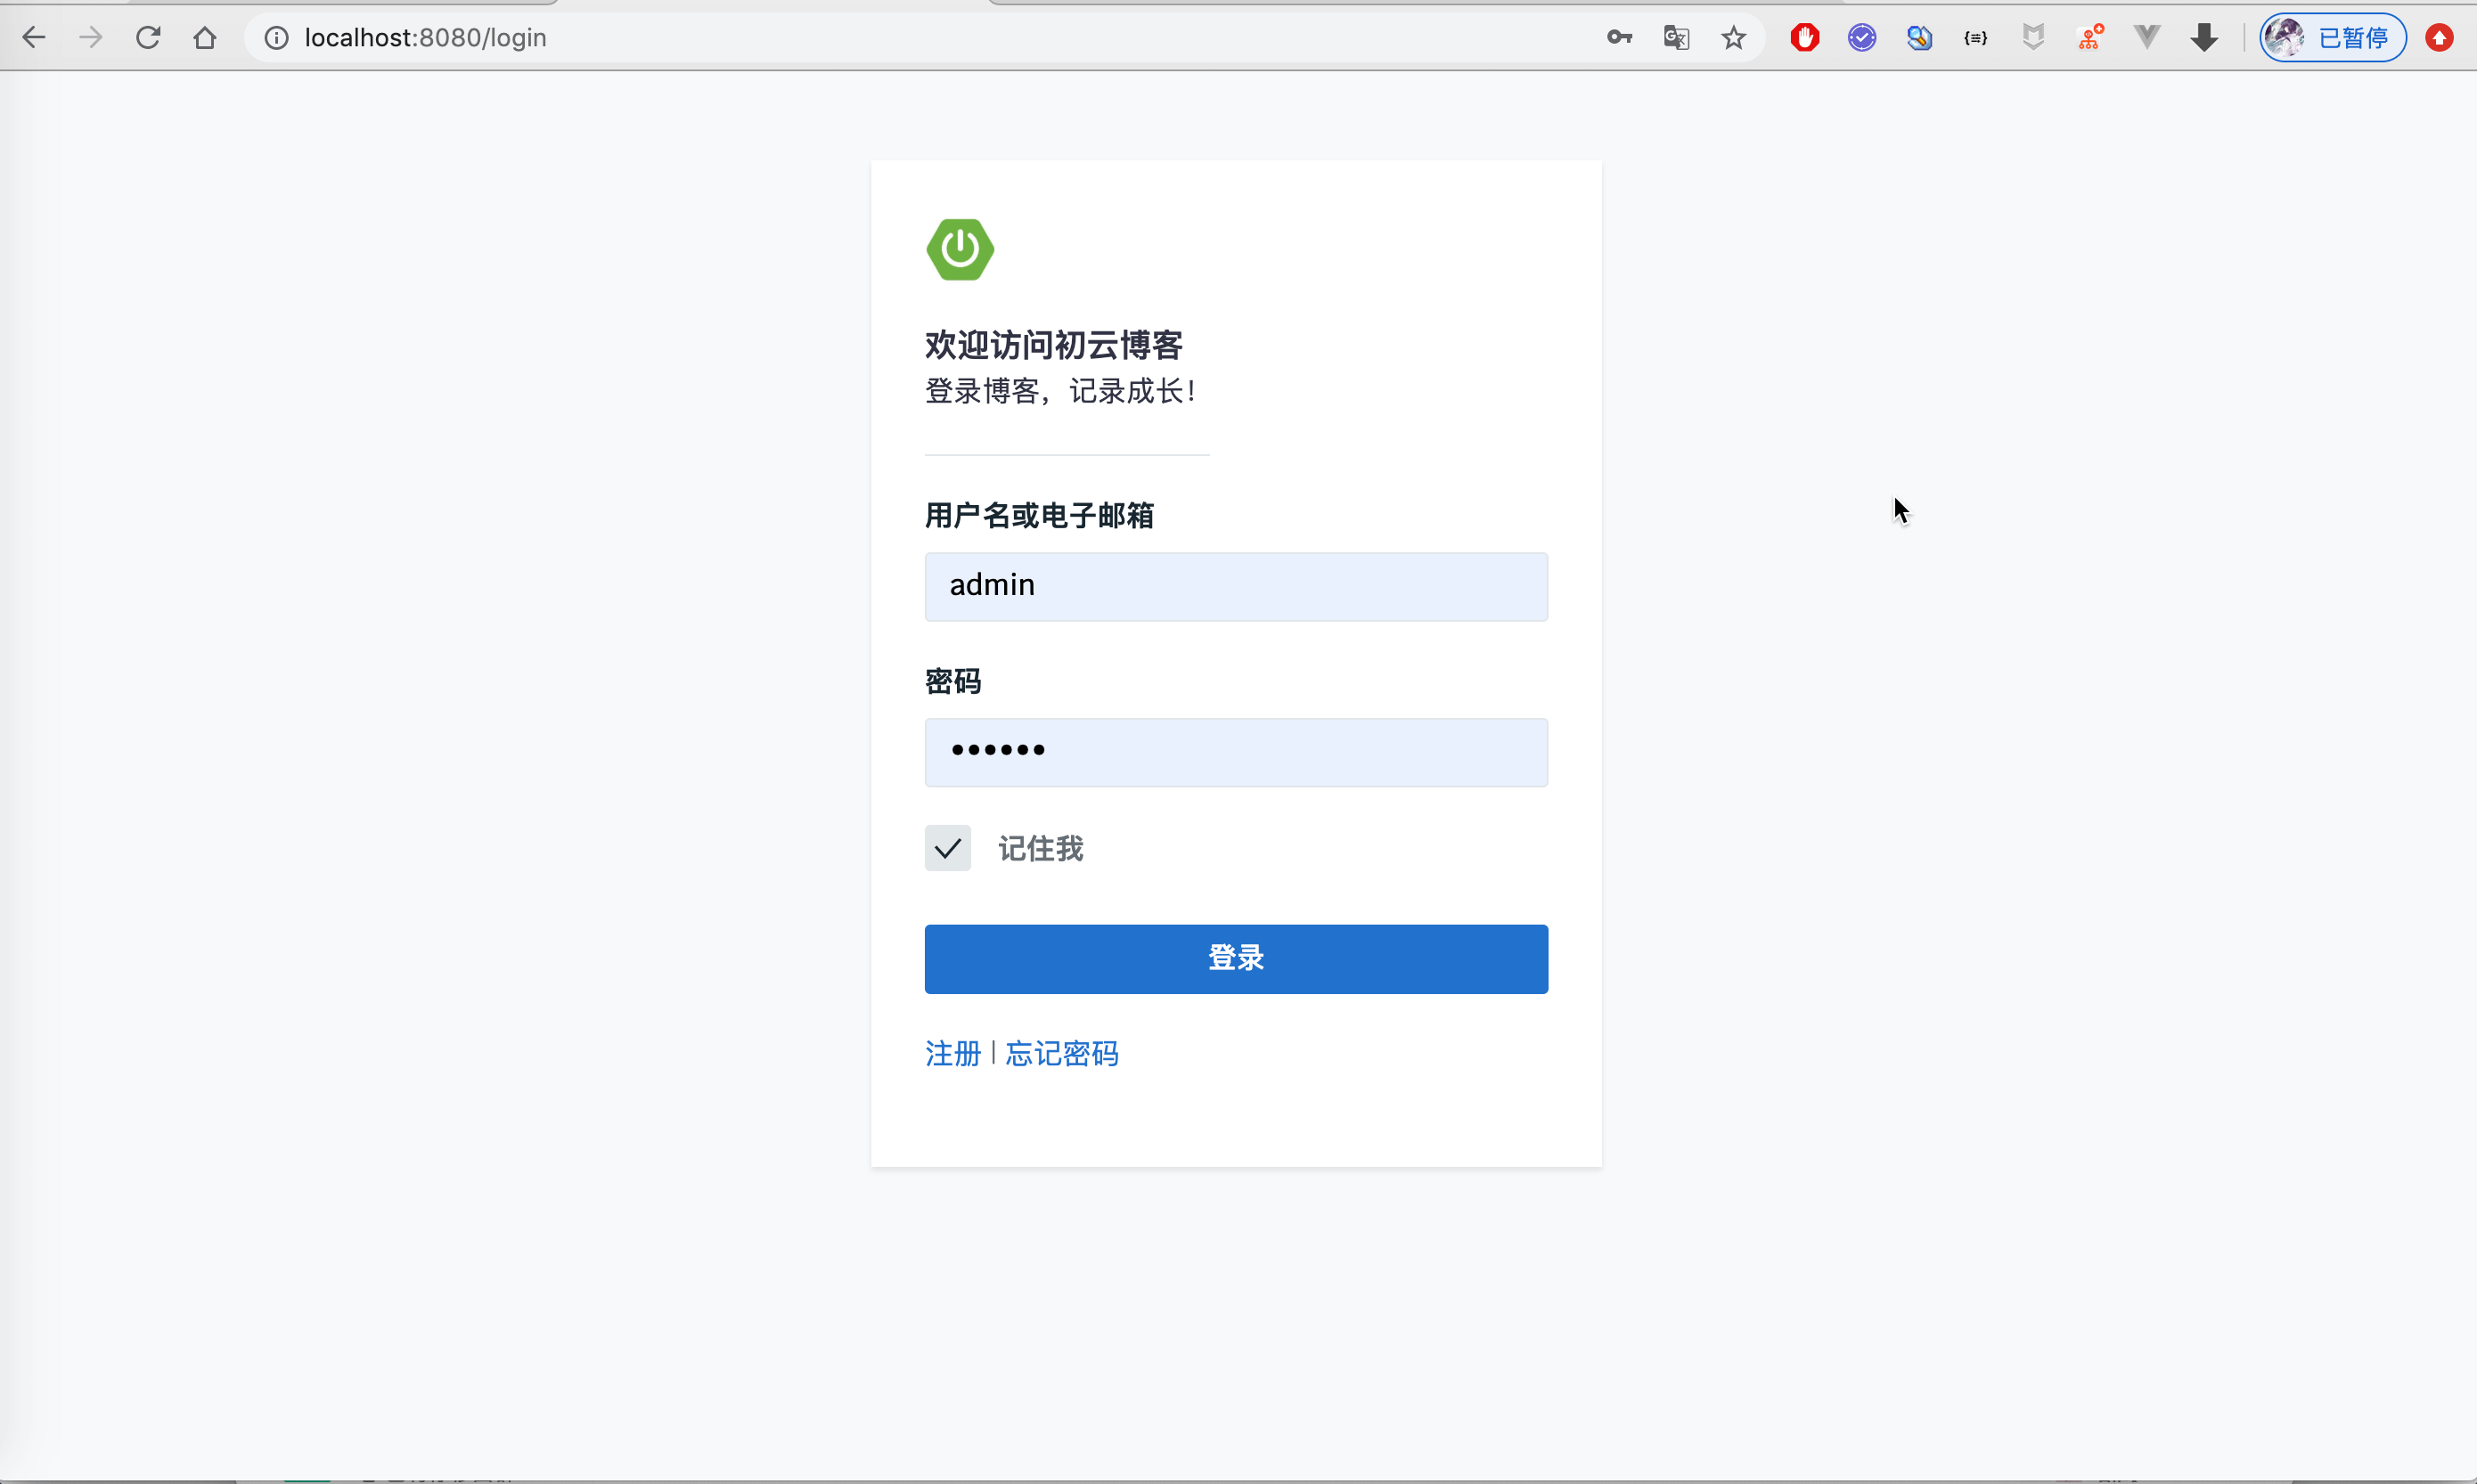 localhost:8080/login
已暂停
欢迎访问初云博客
登录博客，记录成长！
用户名或电子邮箱
admin
密码
记住我
登录
注册 | 忘记密码